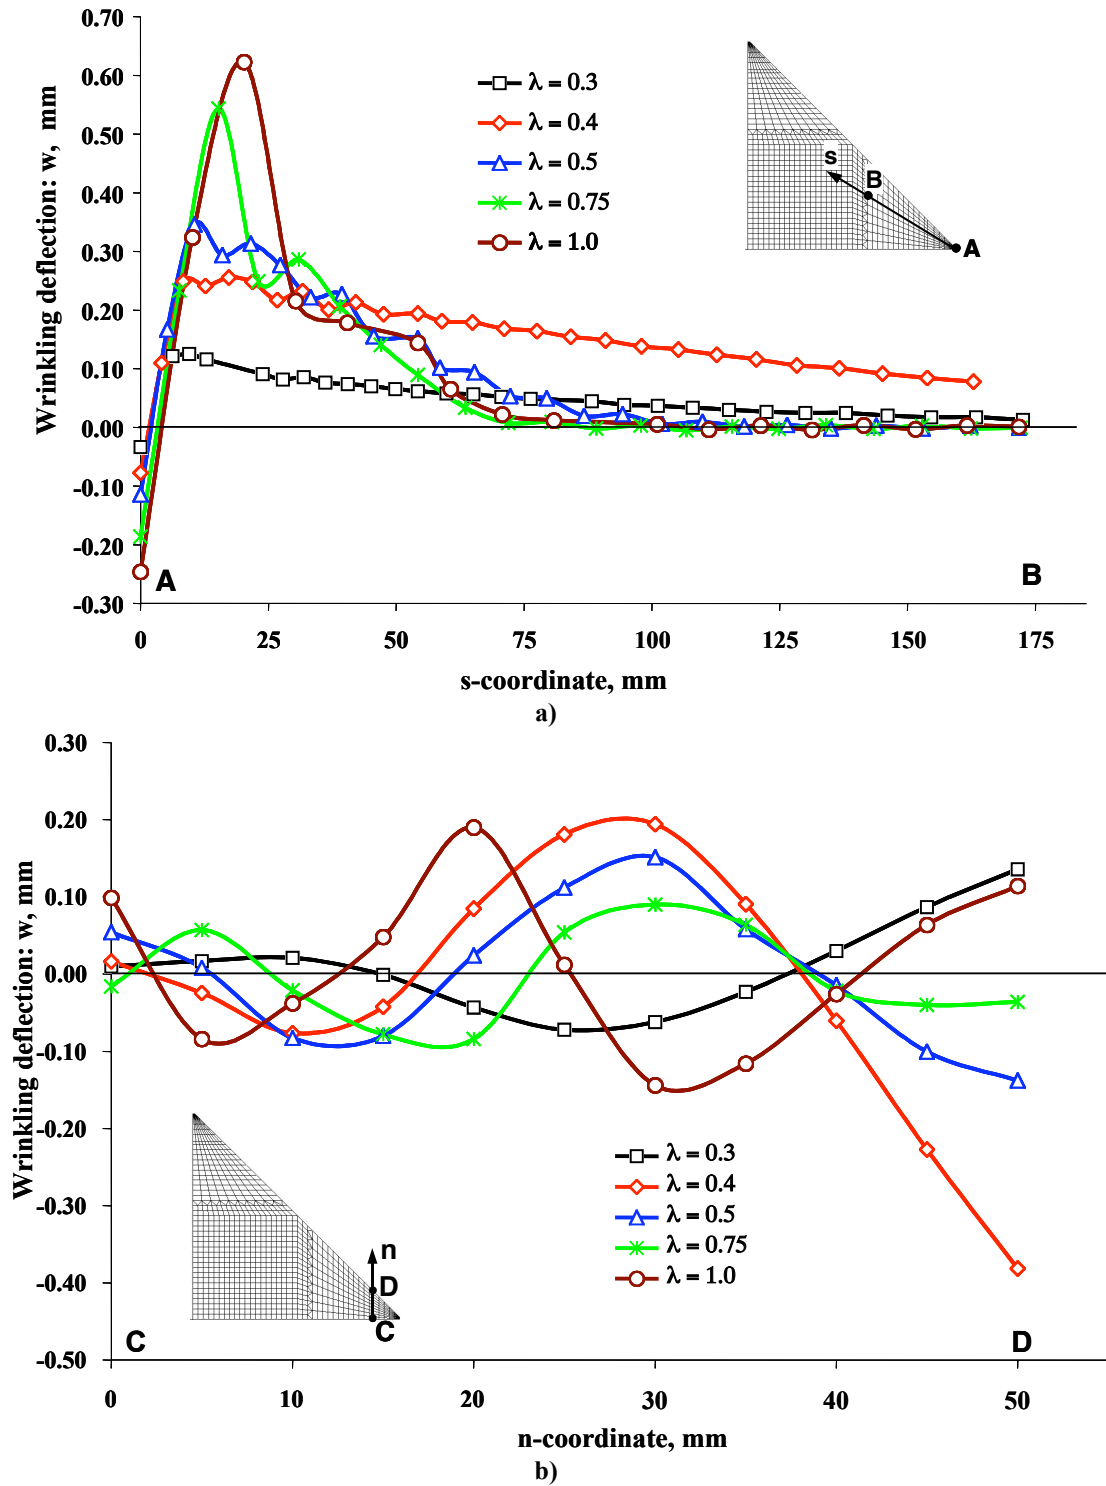 0.70
0.60
0.50
0.40
0.30
0.20
0.10
0.00
-0.10
-0.20
-0.30
Wrinkling deflection: w, mm
λ = 0.3
λ = 0.4
λ = 0.5
λ = 0.75
λ = 1.0
s
B
A
A
B
0 25 50 75 100 125 150 175
s-coordinate, mm
a)
0.30
0.20
0.10
0.00
-0.10
-0.20
-0.30
-0.40
-0.50
Wrinkling deflection: w, mm
n
D
C
λ = 0.3
λ = 0.4
λ = 0.5
λ = 0.75
λ = 1.0
C
D
0 10 20 30 40 50
n-coordinate, mm
b)